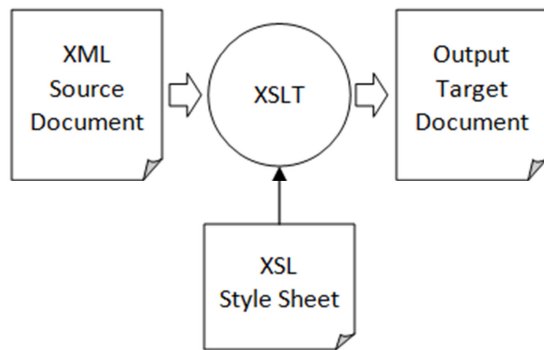 XML
Source
Document
XSLT
Output
Target
Document
XSL
Style Sheet